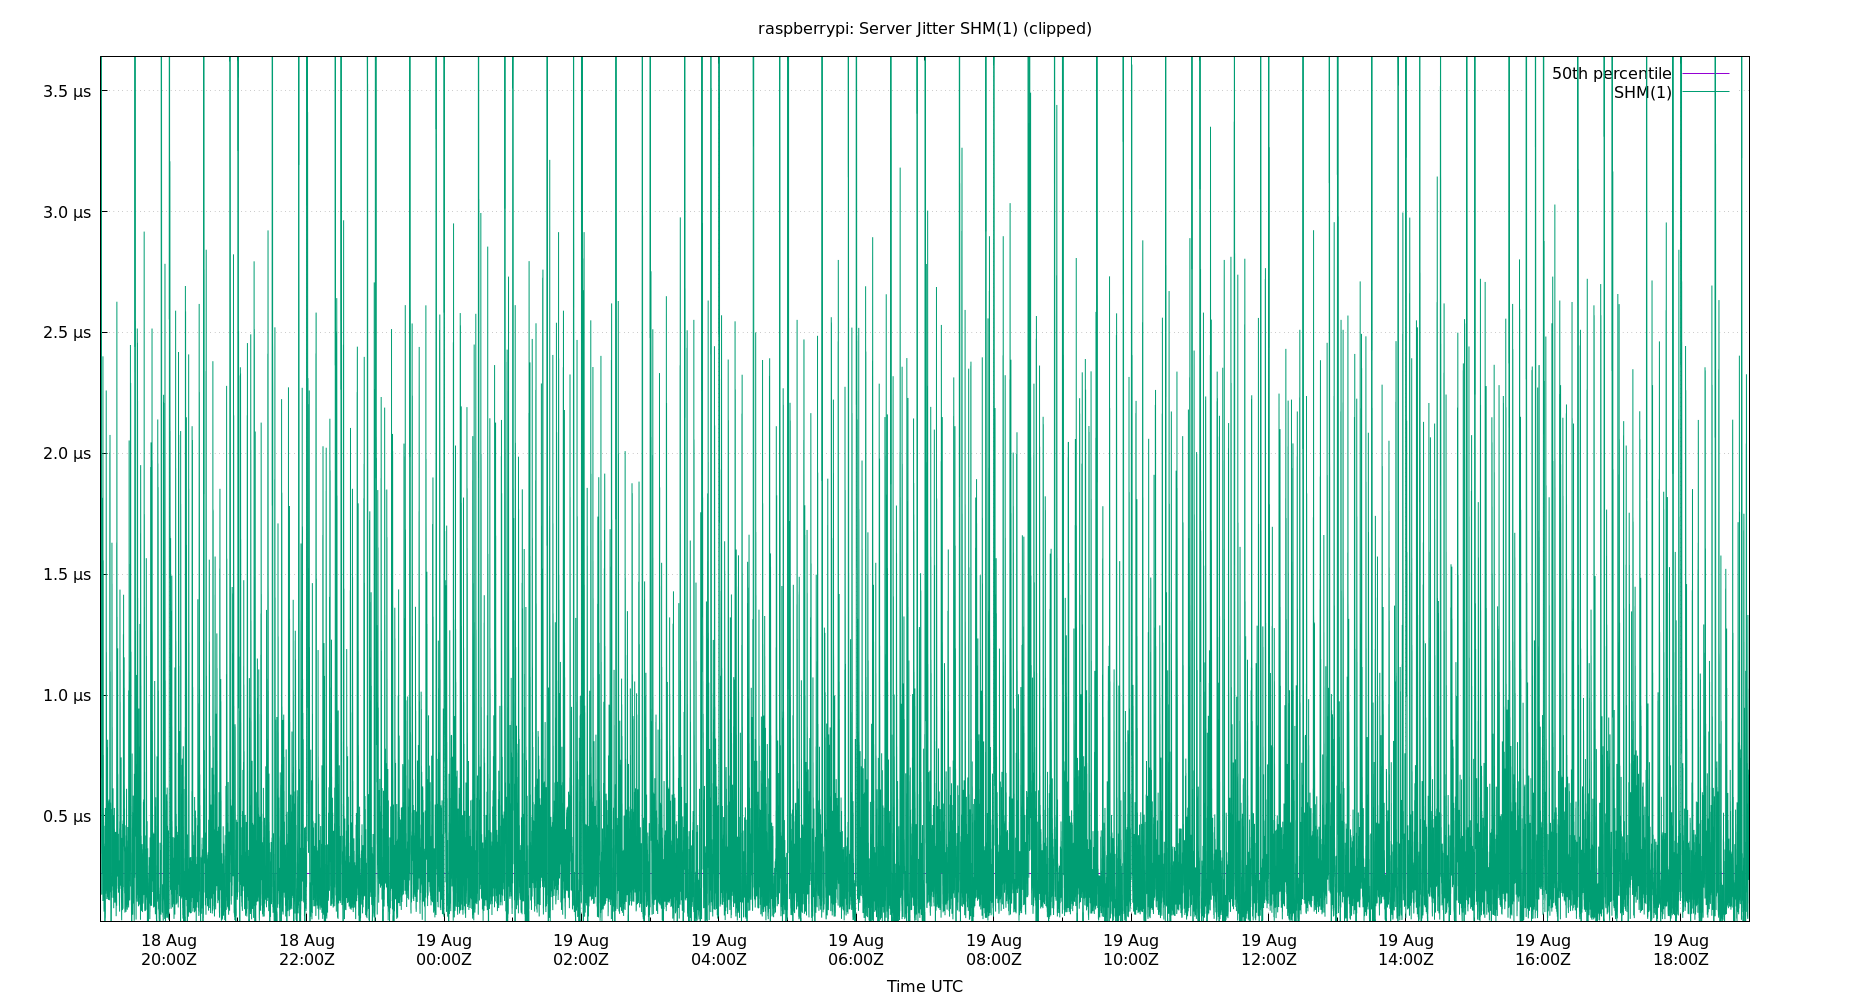 raspberrypi: Server Jitter SHM(1) (clipped)
50th percentile
SHM(1)
3.5 µs
3.0 µs
2.5 µs
2.0 µs
1.5 µs
1.0 µs
0.5 µs
18 Aug 18 Aug 19 Aug 19 Aug 19 Aug 19 Aug 19 Aug 19 Aug 19 Aug 19 Aug 19 Aug 19 Aug
20:00Z 22:00Z 00:00Z 02:00Z 04:00Z 06:00Z 08:00Z 10:00Z 12:00Z 14:00Z 16:00Z 18:00Z
Time UTC